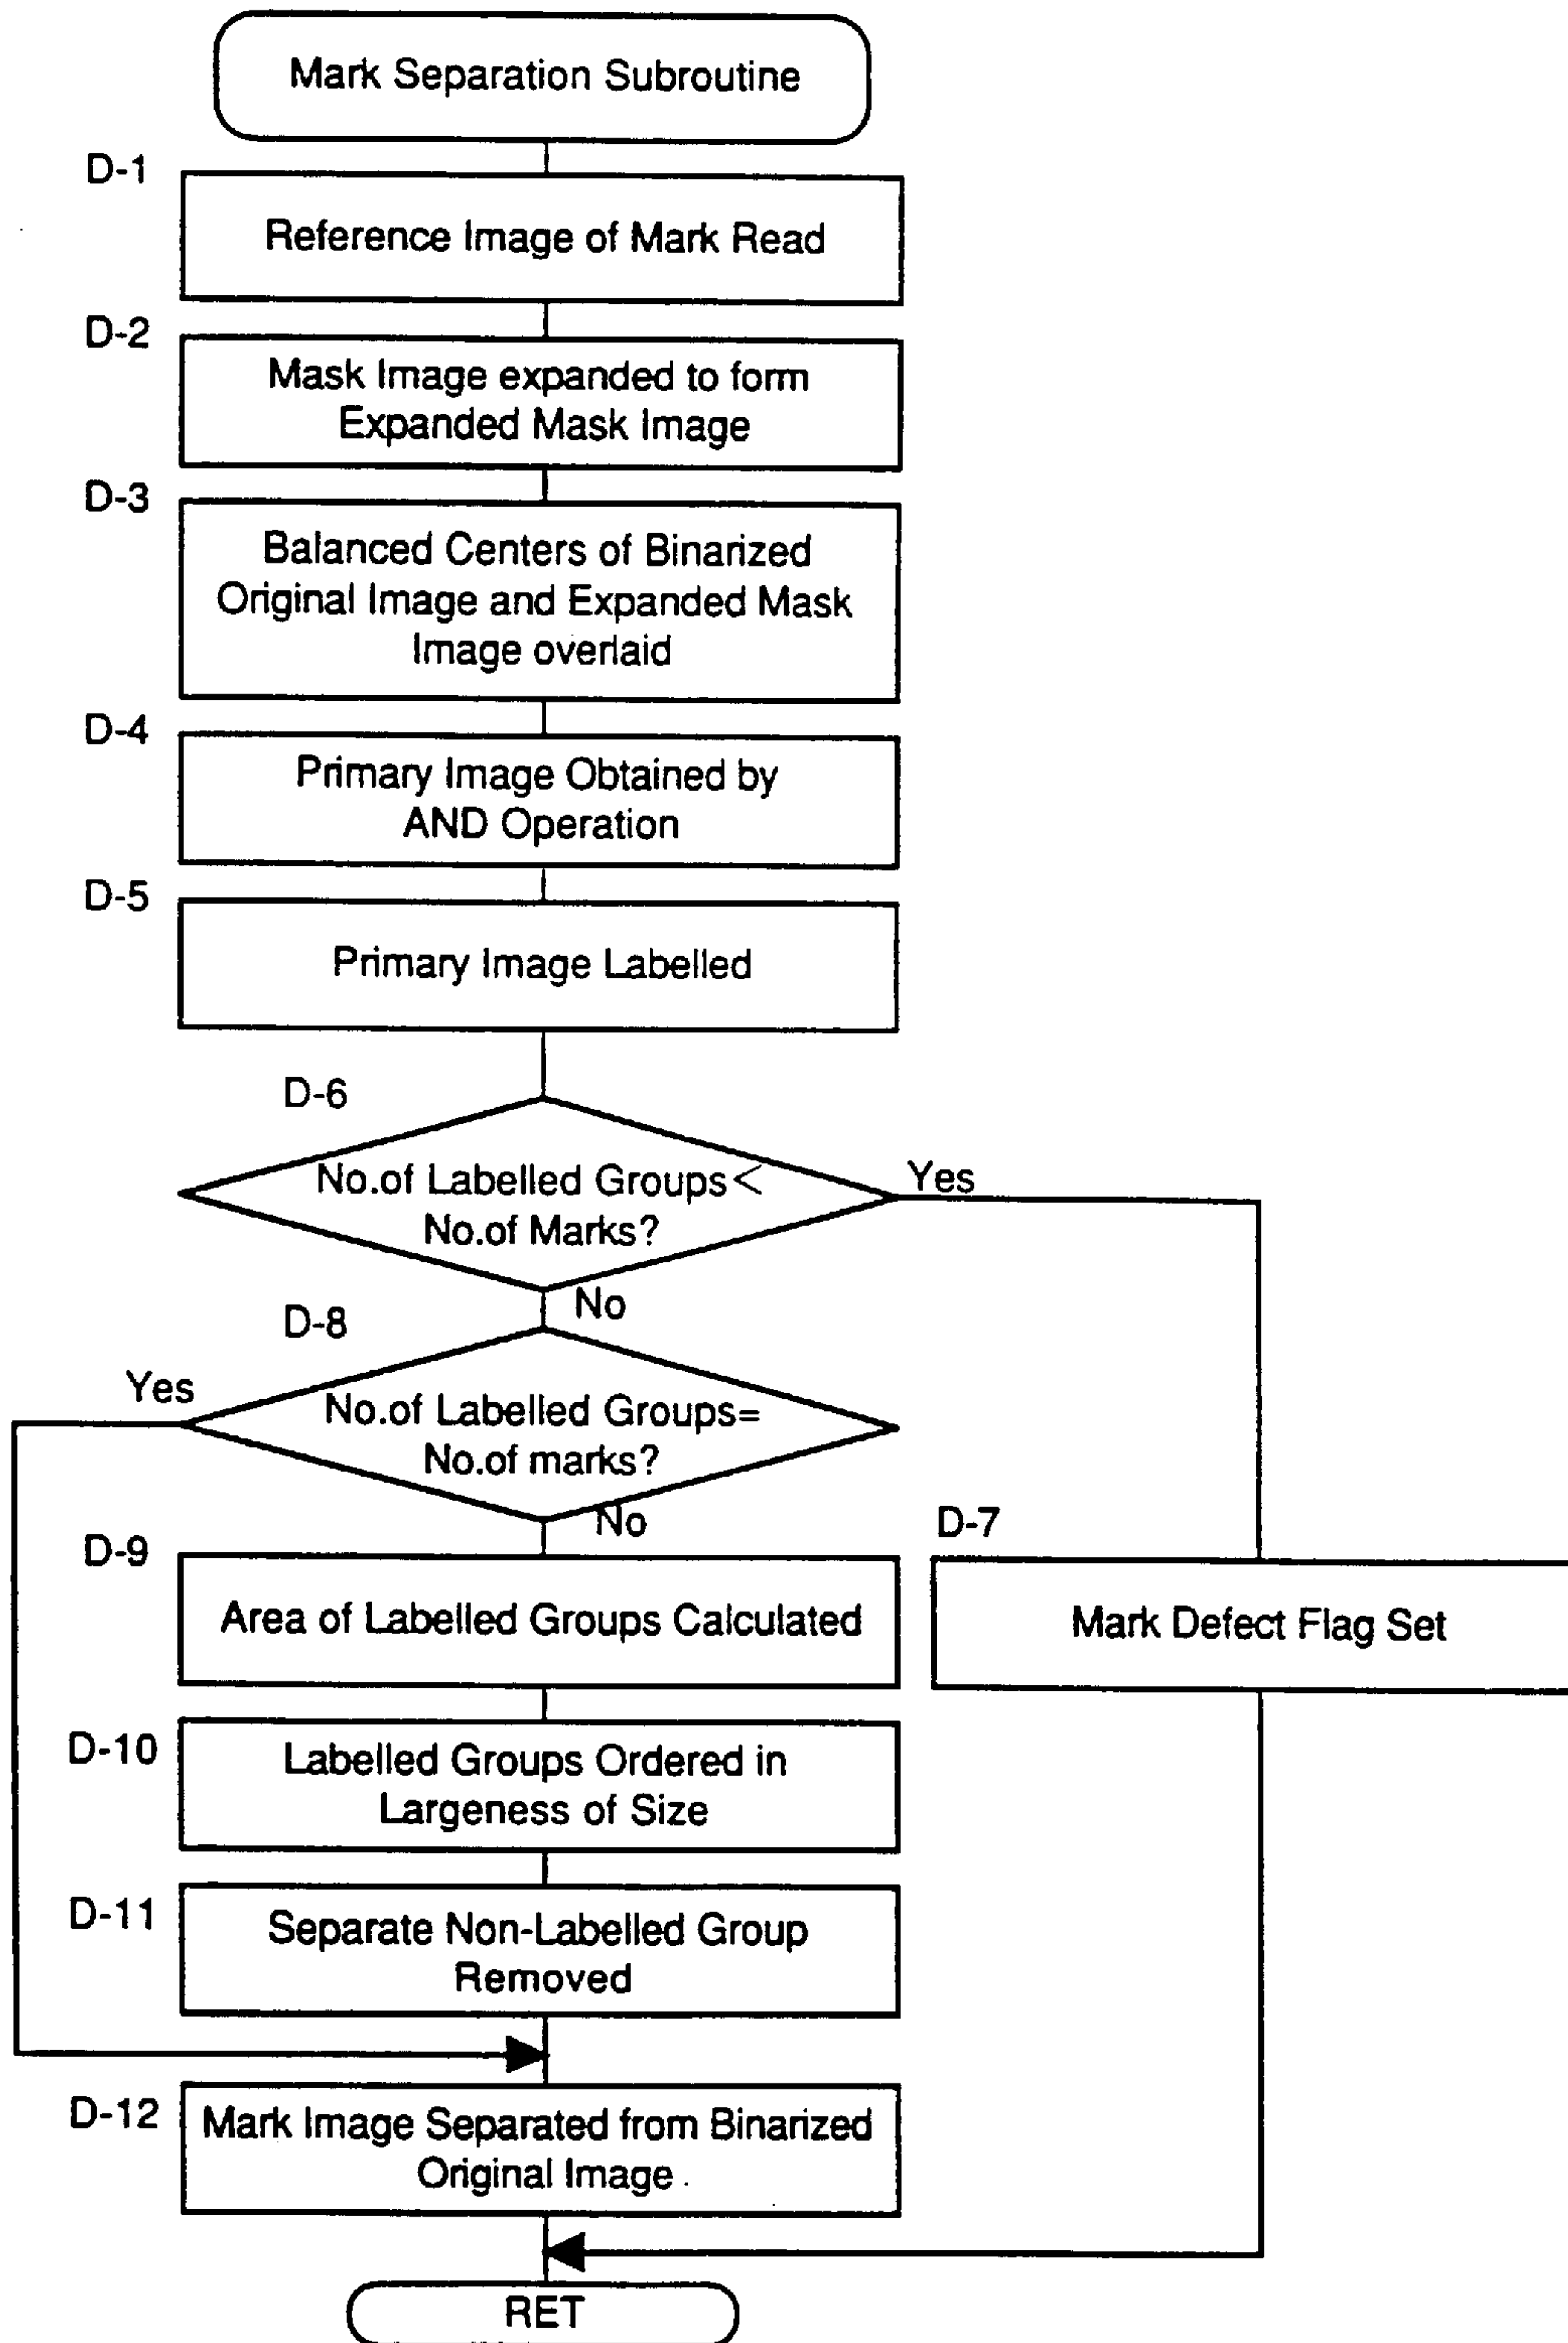 Mark Separation Subroutine
D-1
Reference Image of Mark Read
D-2
Mask Image expanded to form
Expanded Mask Image
D-3
Balanced Centers of Binarized
Original Image and Expanded Mask
Image overlaid
D-4
Primary Image Obtained by
AND Operation
D-5
Primary Image Labelled
D-6
No.of Labelled Groups<
No.of Marks?
Yes
No
D-8
Yes
No.of Labelled Groups=
No.of marks?
No
D-9
Area of Labelled Groups Calculated
D-7
Mark Defect Flag Set
D-10
Labelled Groups Ordered in
Largeness of Size
D-11
Separate Non-Labelled Group
Removed
D-12
Mark Image Separated from Binarized
Original Image
RET